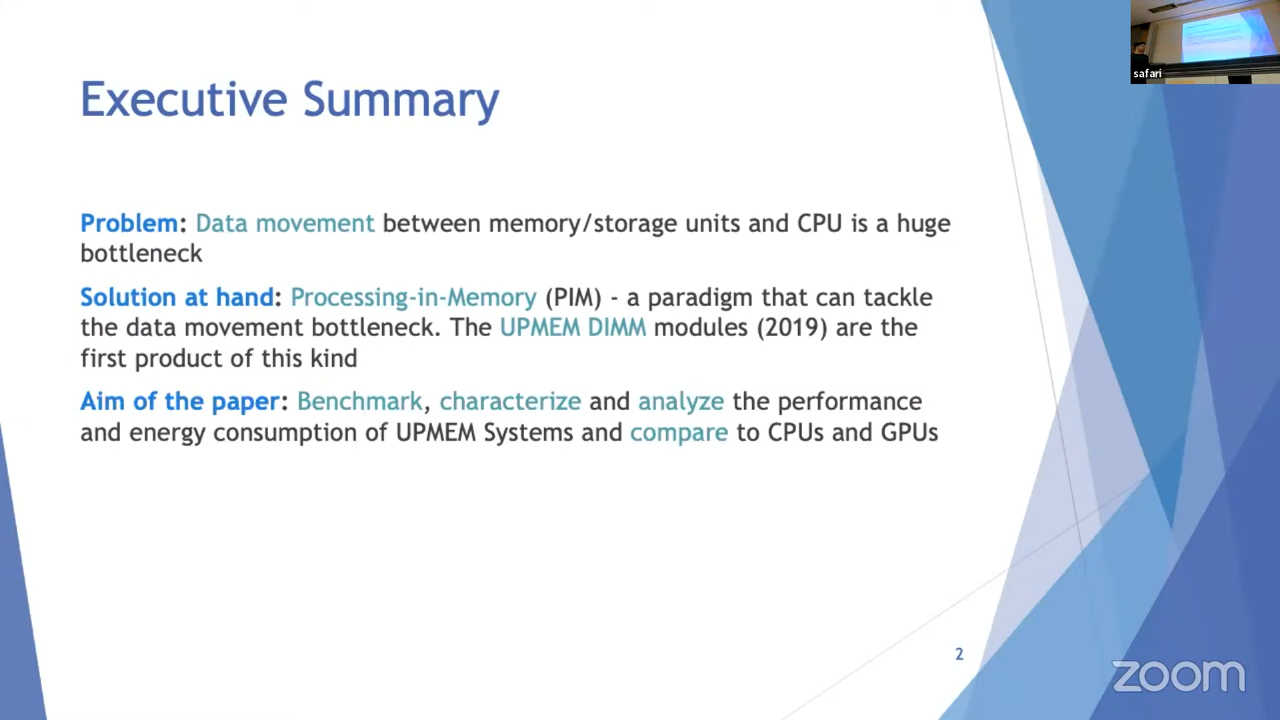 safari
Executive Summary
Problem: Data movement between memory/storage units and CPU is a huge
bottleneck
Solution at hand: Processing-in-Memory (PIM) - a paradigm that can tackle
the data movement bottleneck. The UPMEM DIMM modules (2019) are the
first product of this kind
Aim of the paper: Benchmark, characterize and analyze the performance
and energy consumption of UPMEM Systems and compare to CPUs and GPUs
2
zoom